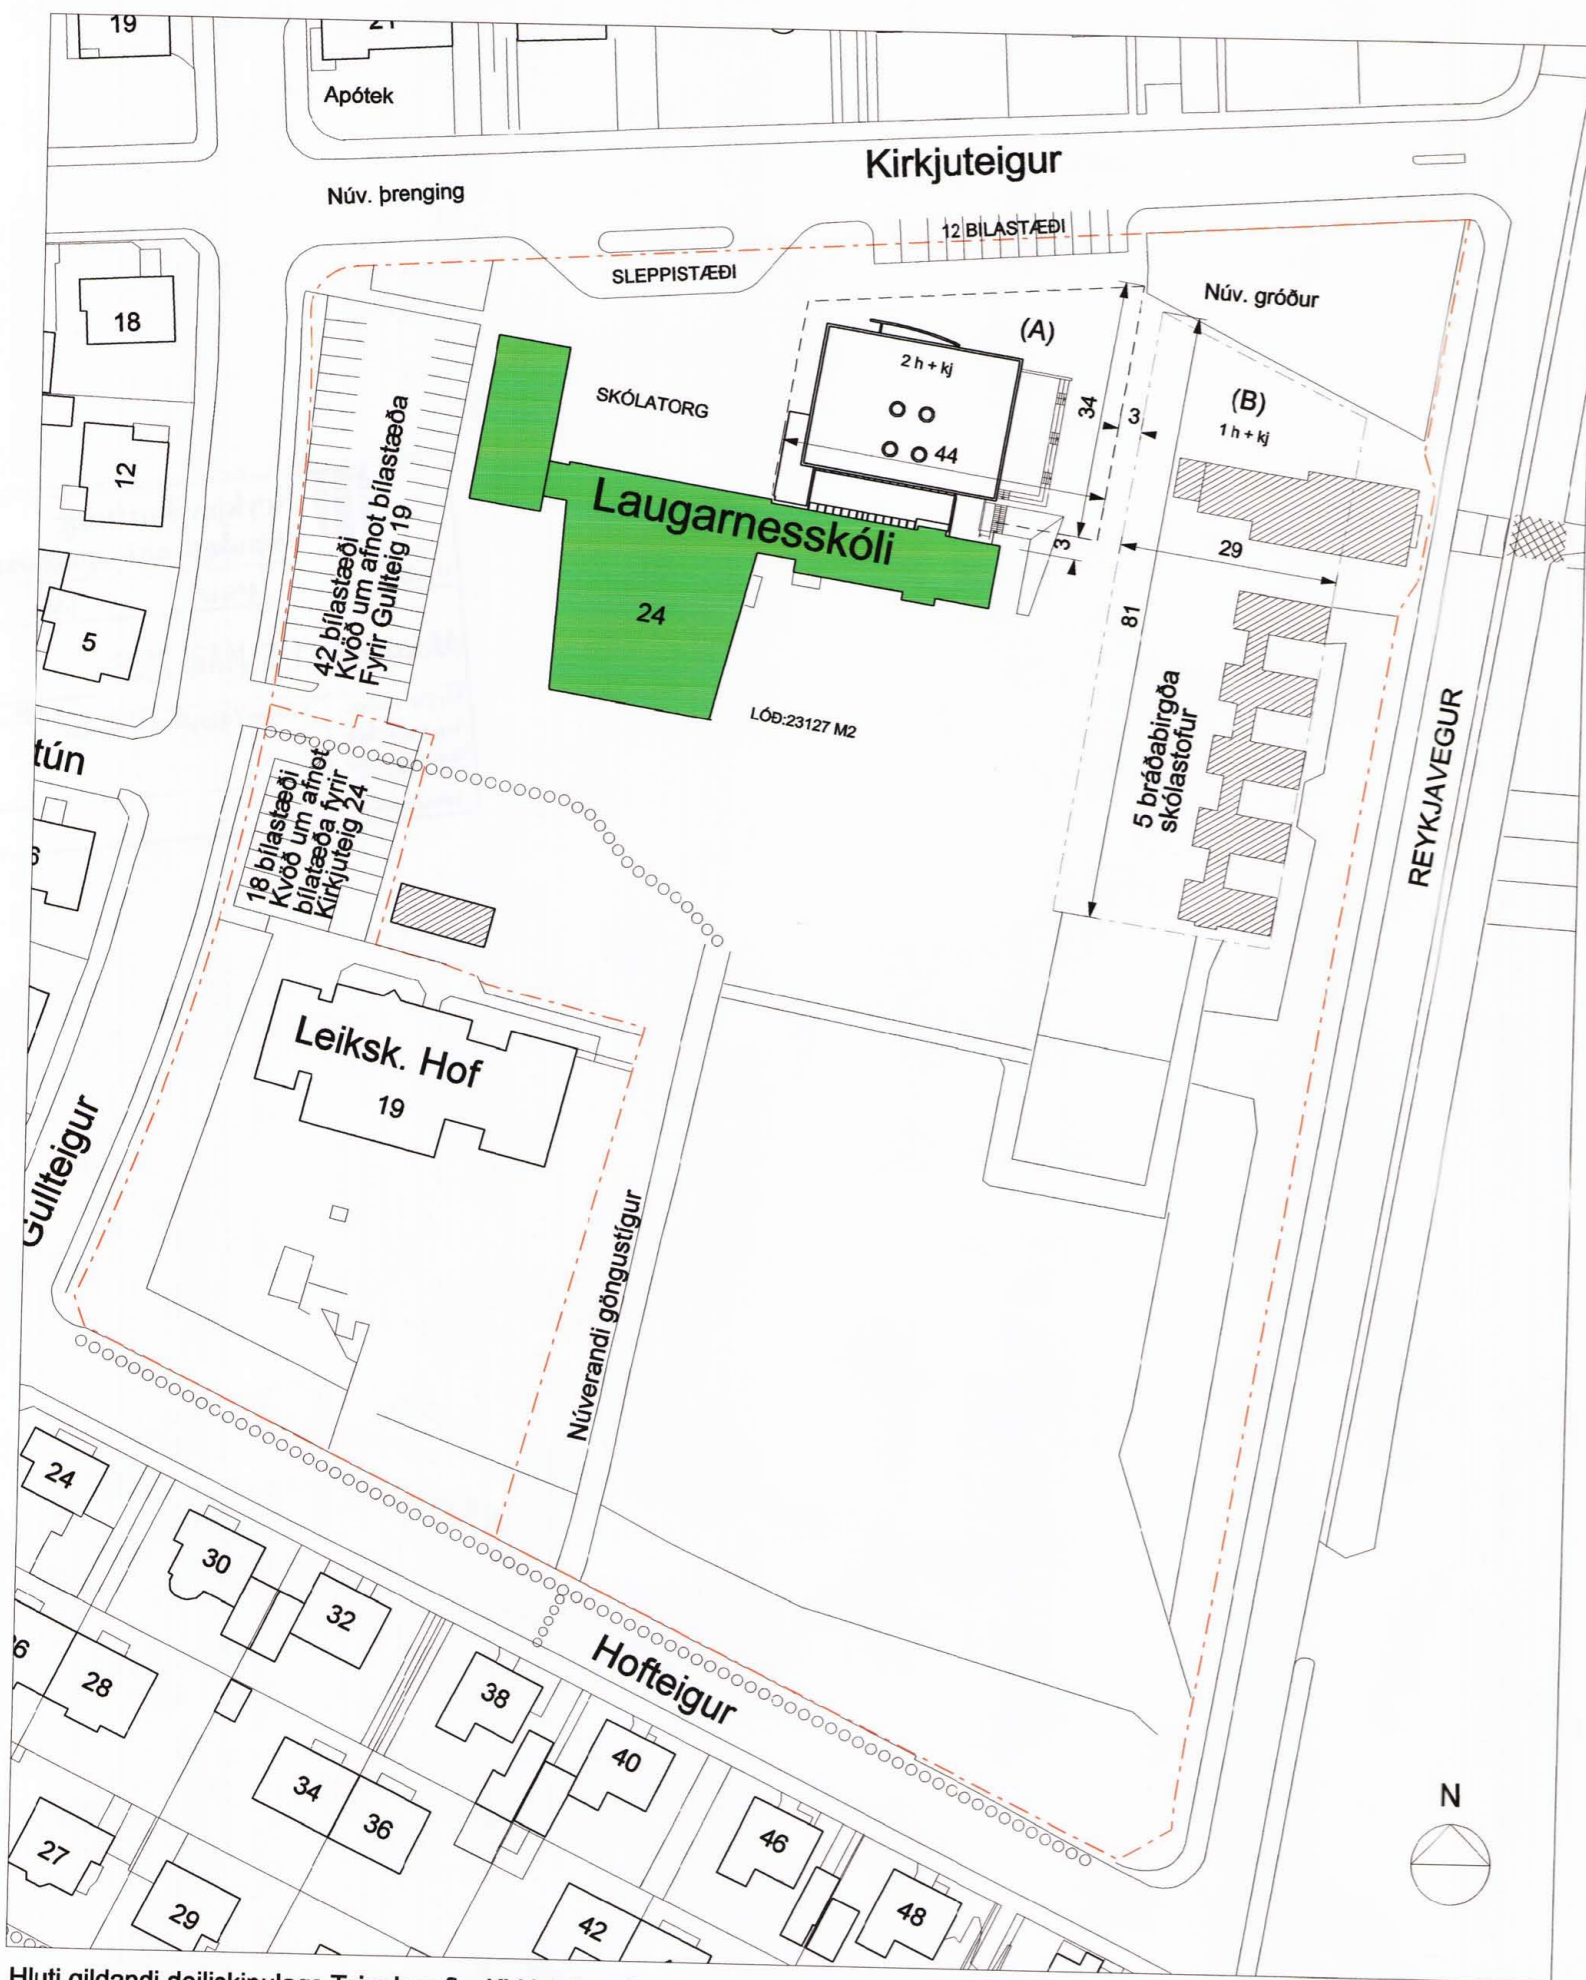 19
21
Apótek
Kirkjuteigur
Núv. þrenging
12 BÍLASTÆÐI
SLEPPISTÆÐI
Núv. gróður
18
(A)
2 h + kj
34
3
(B)
1 h + kj
SKÓLATORG
44
12
42 bílastæði
Kvöð um afnot bílastæða
Fyrir Gullteig 19
Laugarnesskóli
24
3
29
81
5
LÓÐ:23127 M2
5 bráðabirgða
skólastofur
REYKJAVEGUR
tún
18 bílastæði
Kvöð um afnot
bílatæða fyrir
Kirkjuteig 24
6
Leiksk. Hof
19
Gullteigur
Núverandi göngustígur
24
30
32
Hofteigur
28
38
40
34
36
46
N
27
29
42
48